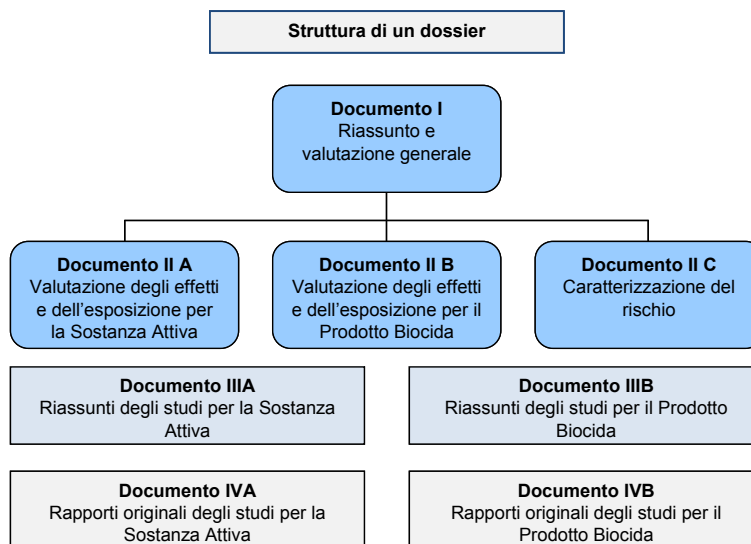 Struttura di un dossier
Documento I
Riassunto e
valutazione generale
Documento II A
Valutazione degli effetti
e dell'esposizione per
la Sostanza Attiva
Documento II B
Valutazione degli effetti
e dell'esposizione per il
Prodotto Biocida
Documento II C
Caratterizzazione del
rischio
Documento IIIA
Riassunti degli studi per la Sostanza
Attiva
Documento IIIB
Riassunti degli studi per il Prodotto
Biocida
Documento IVA
Rapporti originali degli studi per la
Sostanza Attiva
Documento IVB
Rapporti originali degli studi per il
Prodotto Biocida